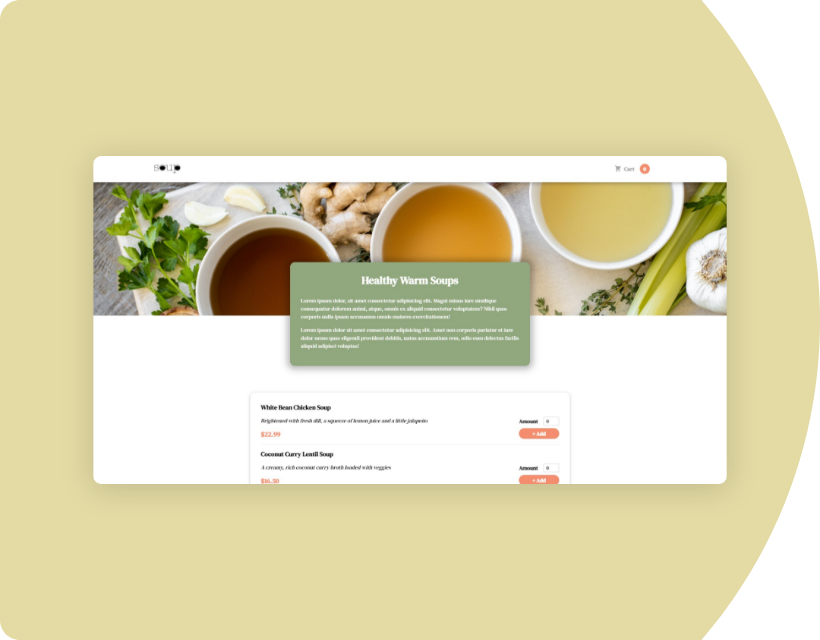 soup
Cart
0
Healthy Warm Soups
Lorem ipsum dolor, sit amet consectetur adipisicing elit. Magni minus iure similique
consequatur dolorem animi, atque, omnis ex aliquid consectetur voluptatem? Nihil quos
corporis nulla ipsum accusamus omnis maiores exercitationem!
Lorem ipsum dolor sit amet consectetur adipisicing elit. Amet non corporis pariatur et iure
dolor nemo quis eligendi provident debitis, natus accusantium rem, odio eum delectus facilis
aliquid adipisci voluptas!
White Bean Chicken Soup
Brightened with fresh dill, a squeeze of lemon juice and a little jalapeño
Amount 0
$22.99
+ Add
Coconut Curry Lentil Soup
A creamy, rich coconut curry broth loaded with veggies
Amount 0
$16.50
+ Add